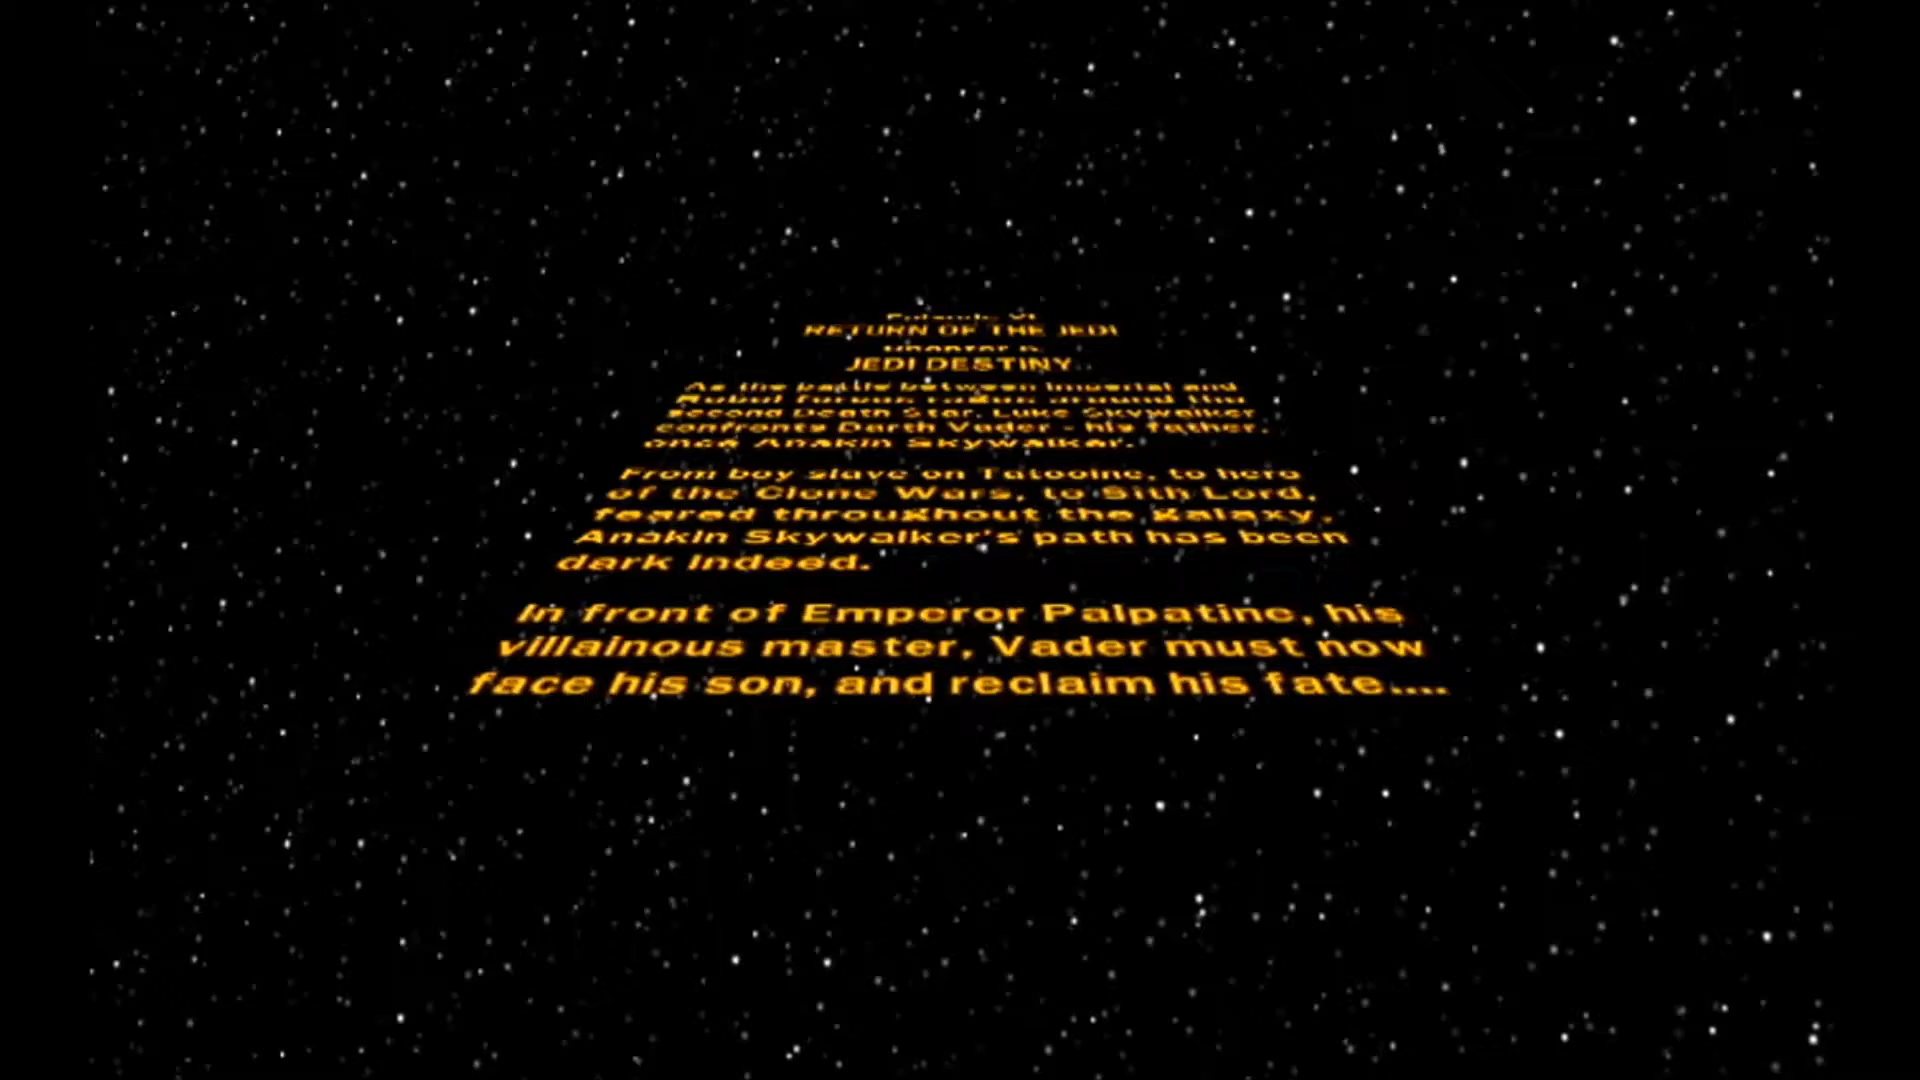 Episode VI
RETURN OF THE JEDI
Chapter
JEDI DESTINY
As the battle between Imperial and
Rebel forces rages around the
second Death Star, Luke Skywalker
confronts Darth Vader - his father,
once Anakin Skywalker.
From boy slave on Tatooine, to hero
of the Clone Wars, to Sith Lord,
feared throughout the galaxy,
Anakin Skywalker's path has been
dark indeed.
In front of Emperor Palpatine, his
villainous master, Vader must now
face his son, and reclaim his fate....